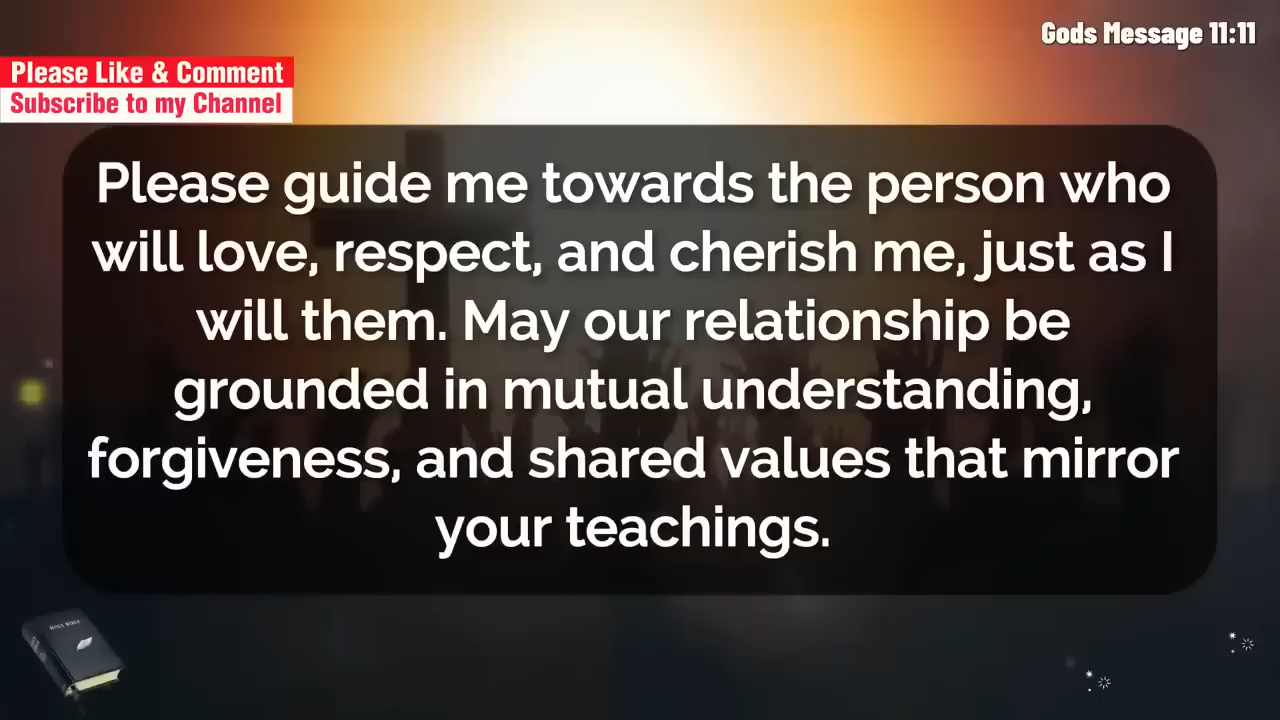 Gods Message 11:11
Please Like & Comment
Subscribe to my Channel
Please guide me towards the person who
will love, respect, and cherish me, just as I
will them. May our relationship be
grounded in mutual understanding,
forgiveness, and shared values that mirror
your teachings.
HOLY BIBLE